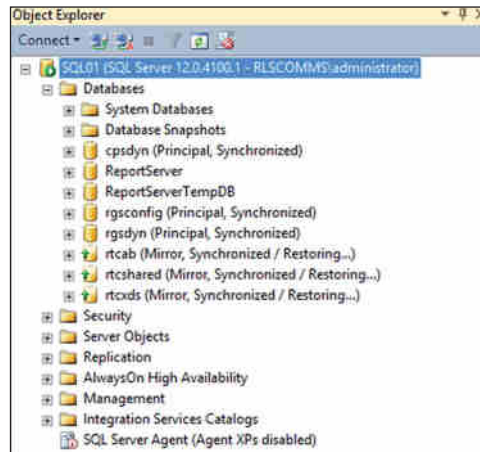 Object Explorer
Connect
SQL01 (SQL Server 12.0.4100.1 - RLSCOMMS\administrator)
Databases
System Databases
Database Snapshots
cpsdyn (Principal, Synchronized)
ReportServer
ReportServerTempDB
rgsconfig (Principal, Synchronized)
rgsdyn (Principal, Synchronized)
rtcab (Mirror, Synchronized / Restoring...)
rtcshared (Mirror, Synchronized / Restoring...)
rtcxds (Mirror, Synchronized / Restoring...)
Security
Server Objects
Replication
AlwaysOn High Availability
Management
Integration Services Catalogs
SQL Server Agent (Agent XPs disabled)